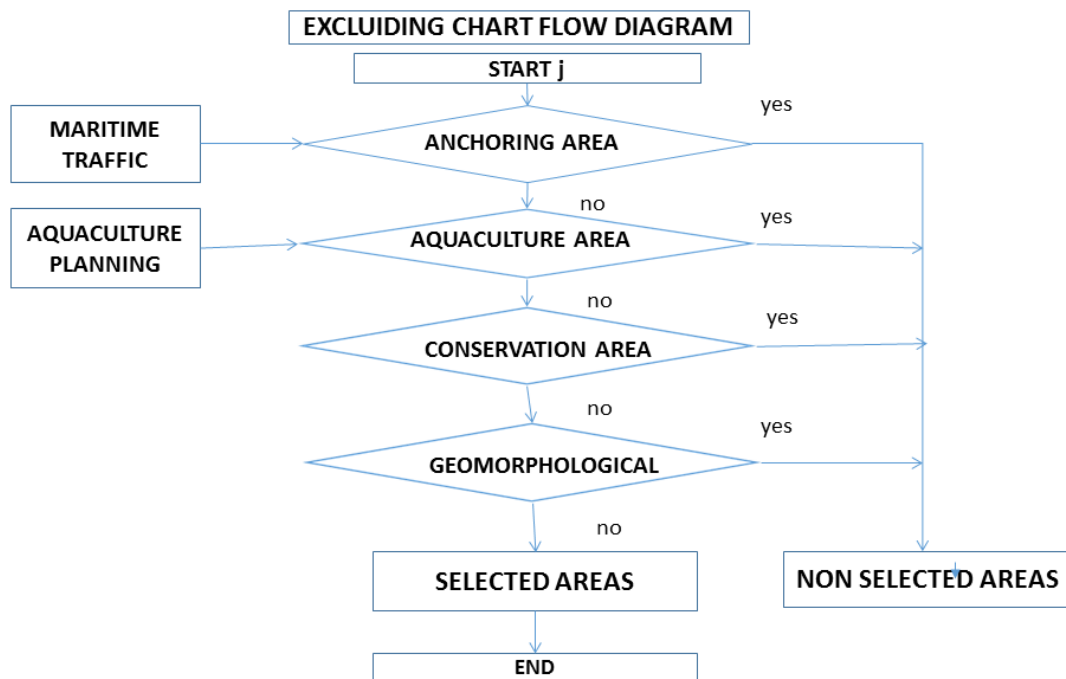 EXCLUIDING CHART FLOW DIAGRAM
START j
yes
MARITIME
TRAFFIC
ANCHORING AREA
no
yes
AQUACULTURE
PLANNING
AQUACULTURE AREA
no
yes
CONSERVATION AREA
no
yes
GEOMORPHOLOGICAL
no
SELECTED AREAS
NON SELECTED AREAS
END